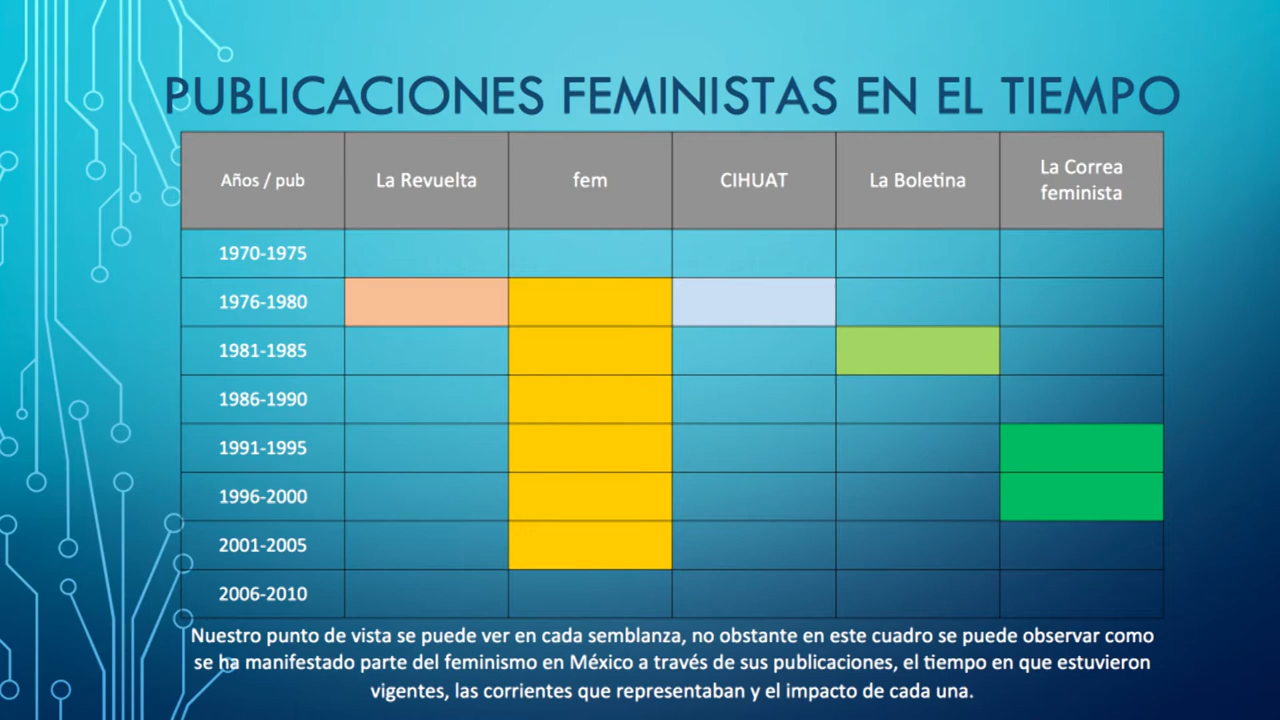 PUBLICACIONES FEMINISTAS EN EL TIEMPO
Años / pub
La Revuelta
fem
CIHUAT
La Boletina
La Correa
feminista
1970-1975
1976-1980
1981-1985
1986-1990
1991-1995
1996-2000
2001-2005
2006-2010
Nuestro punto de vista se puede ver en cada semblanza, no obstante en este cuadro se puede observar como
se ha manifestado parte del feminismo en México a través de sus publicaciones, el tiempo en que estuvieron
vigentes, las corrientes que representaban y el impacto de cada una.